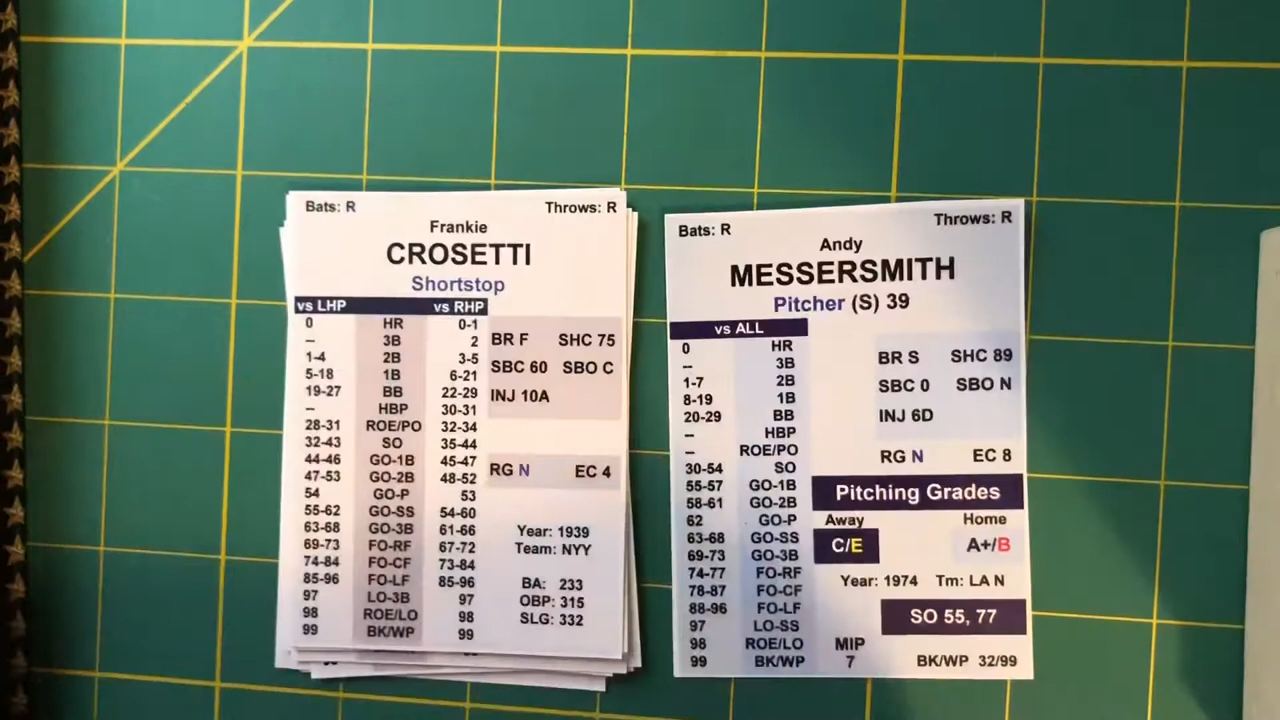 Bats: R Throws: R
Frankie
CROSETTI
Shortstop
vs LHP vs RHP
0 HR 0-1
– 3B 2
1-4 2B 3-5
5-18 1B 6-21
19-27 BB 22-29
– HBP 30-31
28-31 ROE/PO 32-34
32-43 SO 35-44
44-46 GO-1B 45-47
47-53 GO-2B 48-52
54 GO-P 53
55-62 GO-SS 54-60
63-68 GO-3B 61-66
69-73 FO-RF 67-72
74-84 FO-CF 73-84
85-96 FO-LF 85-96
97 LO-3B 97
98 ROE/LO 98
99 BK/WP 99
BR F SHC 75
SBC 60 SBO C
INJ 10A
RG N EC 4
Year: 1939
Team: NYY
BA: 233
OBP: 315
SLG: 332
Bats: R Throws: R
Andy
MESSERSMITH
Pitcher (S) 39
vs ALL
0 HR
– 3B
1-7 2B
8-19 1B
20-29 BB
– HBP
– ROE/PO
30-54 SO
55-57 GO-1B
58-61 GO-2B
62 GO-P
63-68 GO-SS
69-73 GO-3B
74-77 FO-RF
78-87 FO-CF
88-96 FO-LF
97 LO-SS
98 ROE/LO
99 BK/WP
BR S SHC 89
SBC 0 SBO N
INJ 6D
RG N EC 8
Pitching Grades
Away Home
C/E A+/B
Year: 1974 Tm: LA N
SO 55, 77
MIP
7 BK/WP 32/99